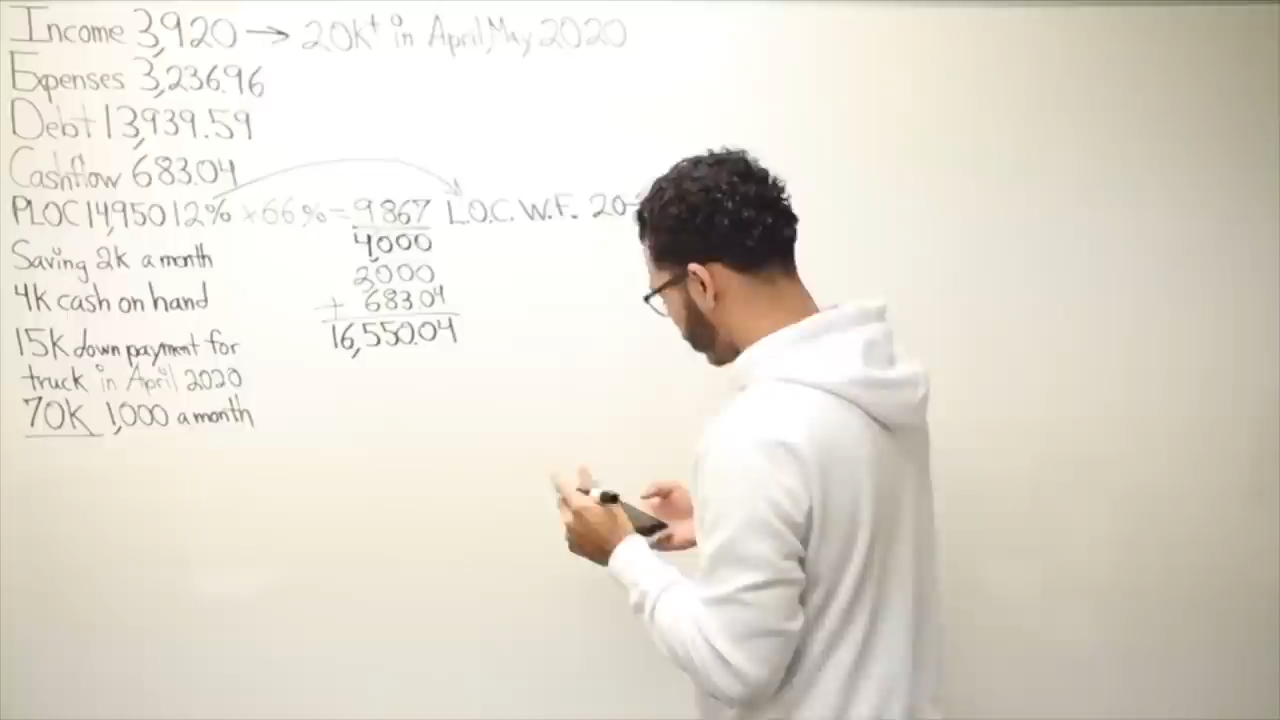 Income 3,920 → 20K+ in April, May 2020
Expenses 3,236.96
Debt 13,939.59
Cashflow 683.04
PLOC 14,950 12% × 66% = 9867 L.O.C. W.F. 20-
Saving 2k a month
4K cash on hand
15K down payment for
truck in April 2020
70K 1,000 a month
4000
2000
+ 683.04
16,550.04